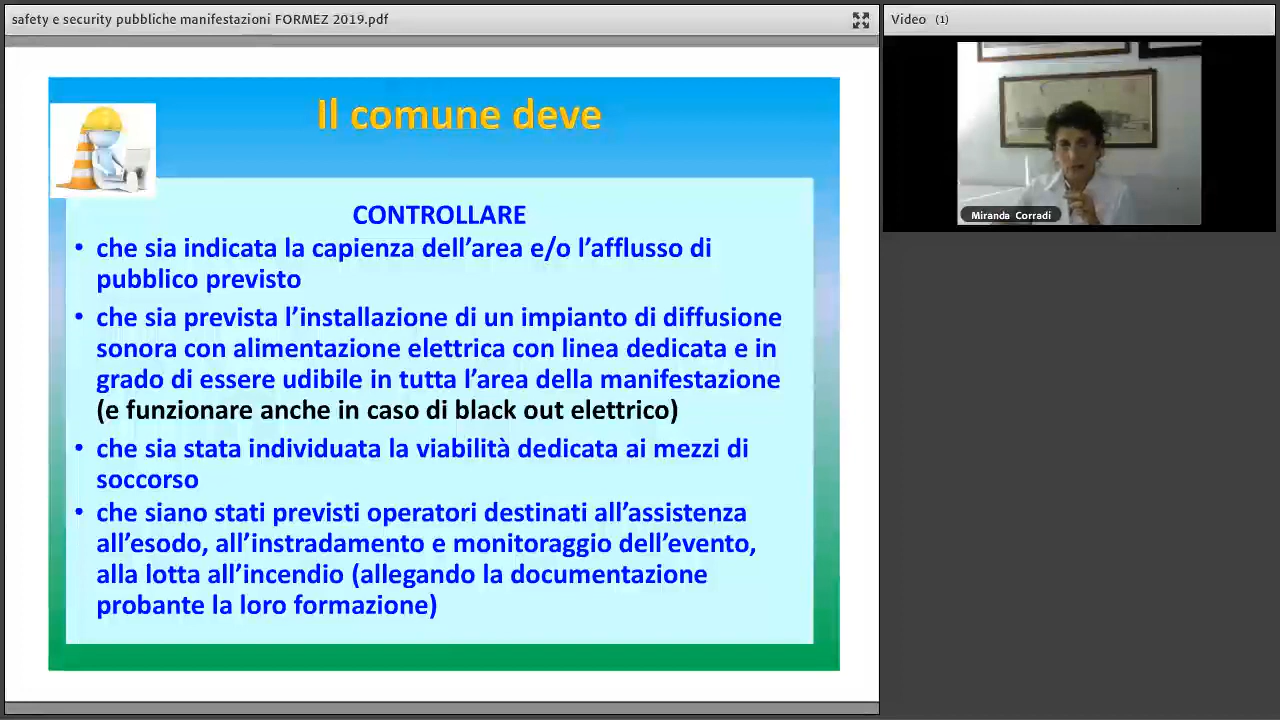 safety e security pubbliche manifestazioni FORMEZ 2019.pdf
Video (1)
Miranda Corradi
Il comune deve
CONTROLLARE
• che sia indicata la capienza dell’area e/o l’afflusso di
pubblico previsto
• che sia prevista l’installazione di un impianto di diffusione
sonora con alimentazione elettrica con linea dedicata e in
grado di essere udibile in tutta l’area della manifestazione
(e funzionare anche in caso di black out elettrico)
• che sia stata individuata la viabilità dedicata ai mezzi di
soccorso
• che siano stati previsti operatori destinati all’assistenza
all’esodo, all’instradamento e monitoraggio dell’evento,
alla lotta all’incendio (allegando la documentazione
probante la loro formazione)